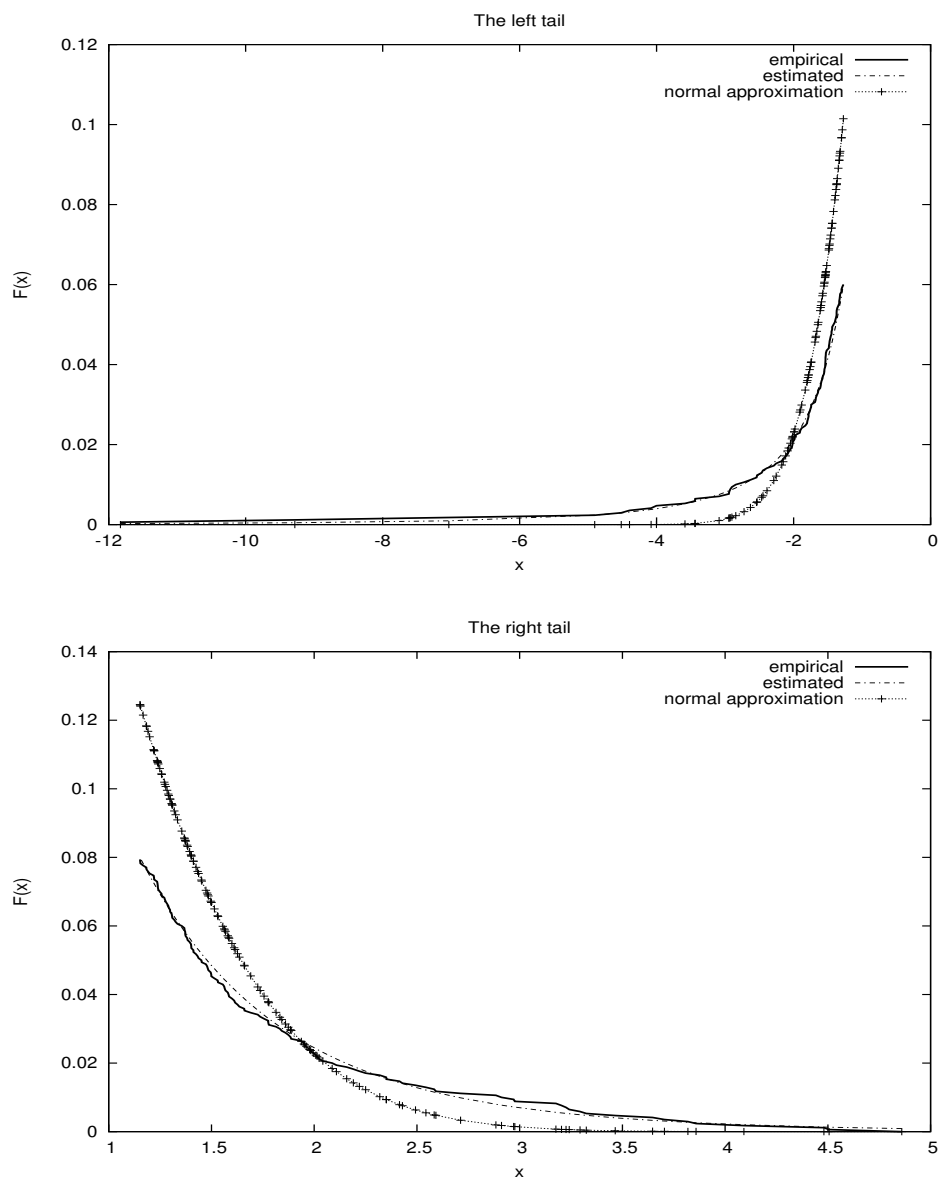 The left tail
0.12
0.1
0.08
0.06
0.04
0.02
0
F(x)
empirical
estimated
normal approximation
-12
-10
-8
-6
-4
-2
0
x
The right tail
0.14
0.12
0.1
0.08
0.06
0.04
0.02
0
F(x)
empirical
estimated
normal approximation
1
1.5
2
2.5
3
3.5
4
4.5
5
x